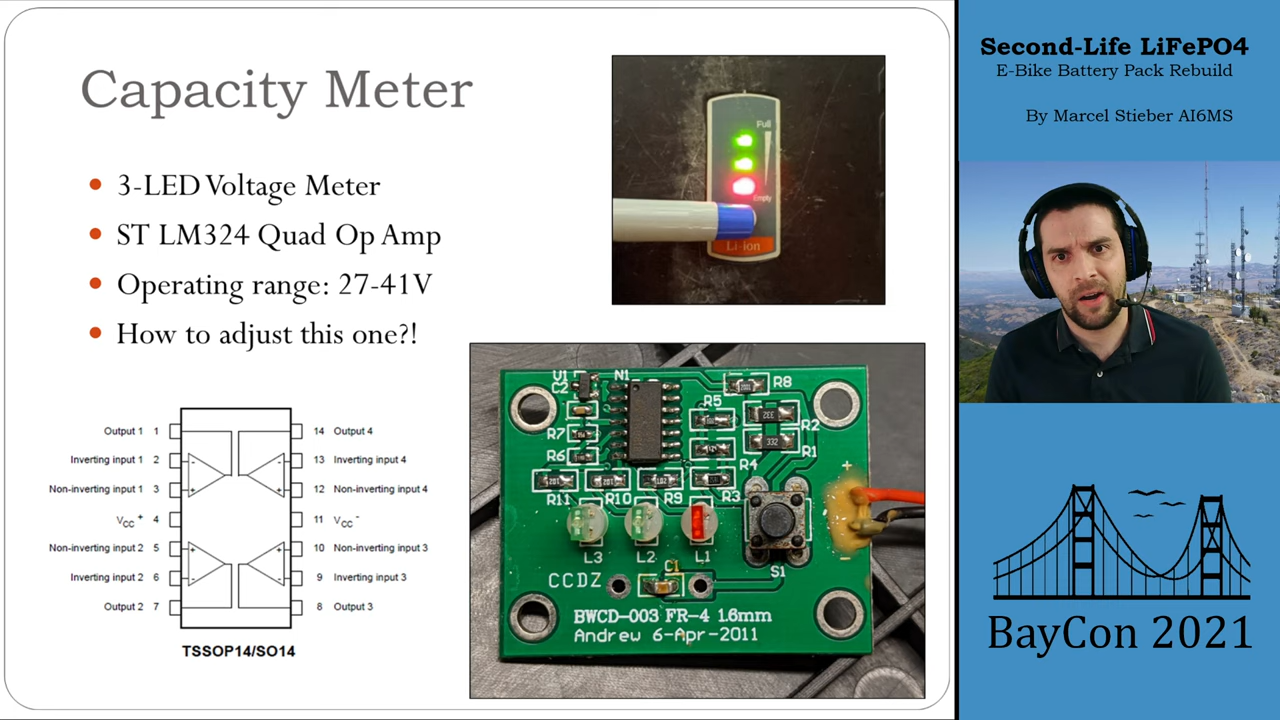 Capacity Meter
3-LED Voltage Meter
ST LM324 Quad Op Amp
Operating range: 27-41V
How to adjust this one?!
Full
Empty
Li-ion
Output 1 1
14 Output 4
Inverting input 1 2
13 Inverting input 4
Non-inverting input 1 3
12 Non-inverting input 4
VCC+ 4
11 VCC-
Non-inverting input 2 5
10 Non-inverting input 3
Inverting input 2 6
9 Inverting input 3
Output 2 7
8 Output 3
TSSOP14/SO14
V1
C2
N1
R8
R5
R2
R7
R1
R6
R4
R11
R10
R9
R3
332
332
+
L3
L2
L1
S1
C1
CCDZ
BWCD-003 FR-4 1.6mm
Andrew 6-Apr-2011
Second-Life LiFePO4
E-Bike Battery Pack Rebuild
By Marcel Stieber AI6MS
BayCon 2021